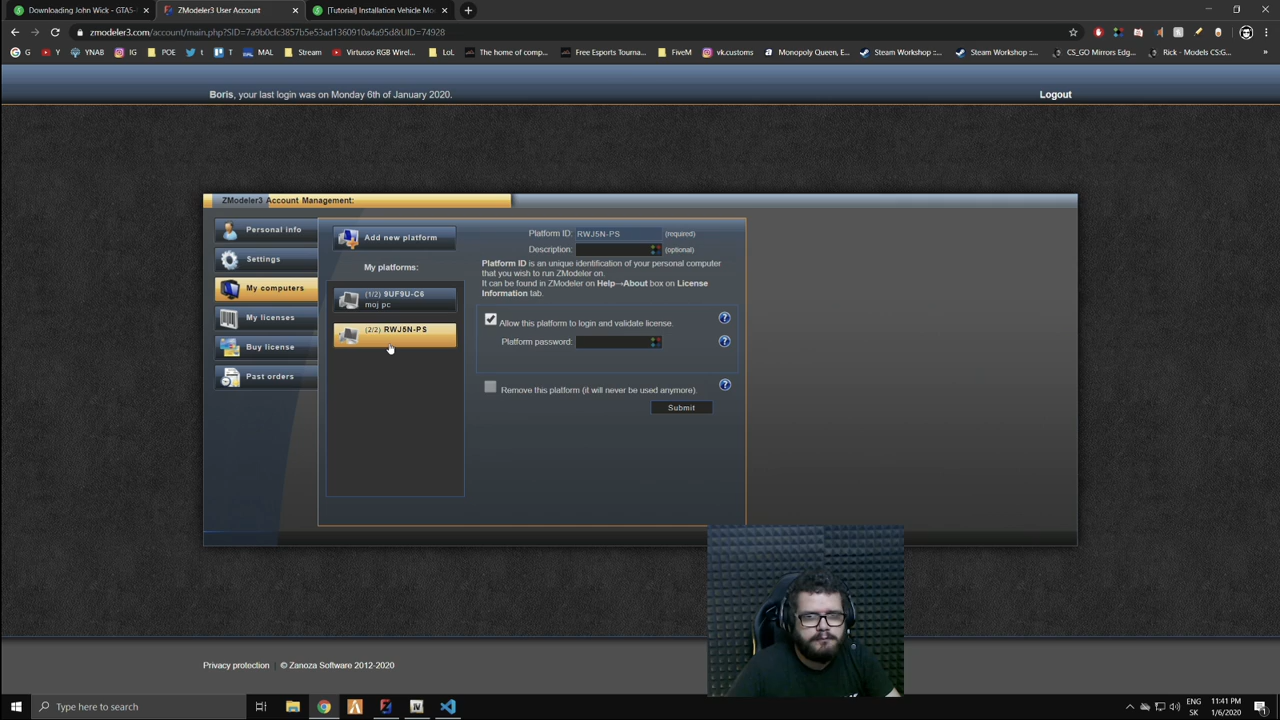 Downloading John Wick - GTA5-
ZModeler3 User Account
[Tutorial] Installation Vehicle Mo
zmodeler3.com/account/main.php?SID=7a9b0cfc3857b5e53ad1360910a4a95d&UID=74928
G
Y
YNAB
IG
POE
t
T
MAL
Stream
Virtuoso RGB Wirel...
LoL
The home of comp...
Free Esports Tourna...
FiveM
vk.customs
Monopoly Queen, E...
Steam Workshop ::...
Steam Workshop ::...
CS_GO Mirrors Edg...
Rick - Models CS:G...
Boris, your last login was on Monday 6th of January 2020.
Logout
ZModeler3 Account Management:
Personal info
Settings
My computers
My licenses
Buy license
Past orders
Add new platform
My platforms:
(1/2) 9UF9U-C6
moj pc
(2/2) RWJ5N-PS
Platform ID: RWJ5N-PS (required)
Description: (optional)
Platform ID is an unique identification of your personal computer
that you wish to run ZModeler on.
It can be found in ZModeler on Help→About box on License
Information tab.
Allow this platform to login and validate license.
Platform password:
Remove this platform (it will never be used anymore).
Submit
Privacy protection | © Zanoza Software 2012-2020
Type here to search
ENG
SK
11:41 PM
1/6/2020